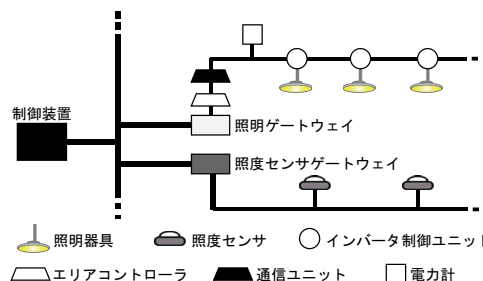 制御装置
照明ゲートウェイ
照度センサゲートウェイ
照明器具
照度センサ
インバータ制御ユニット
エリアコントローラ
通信ユニット
電力計